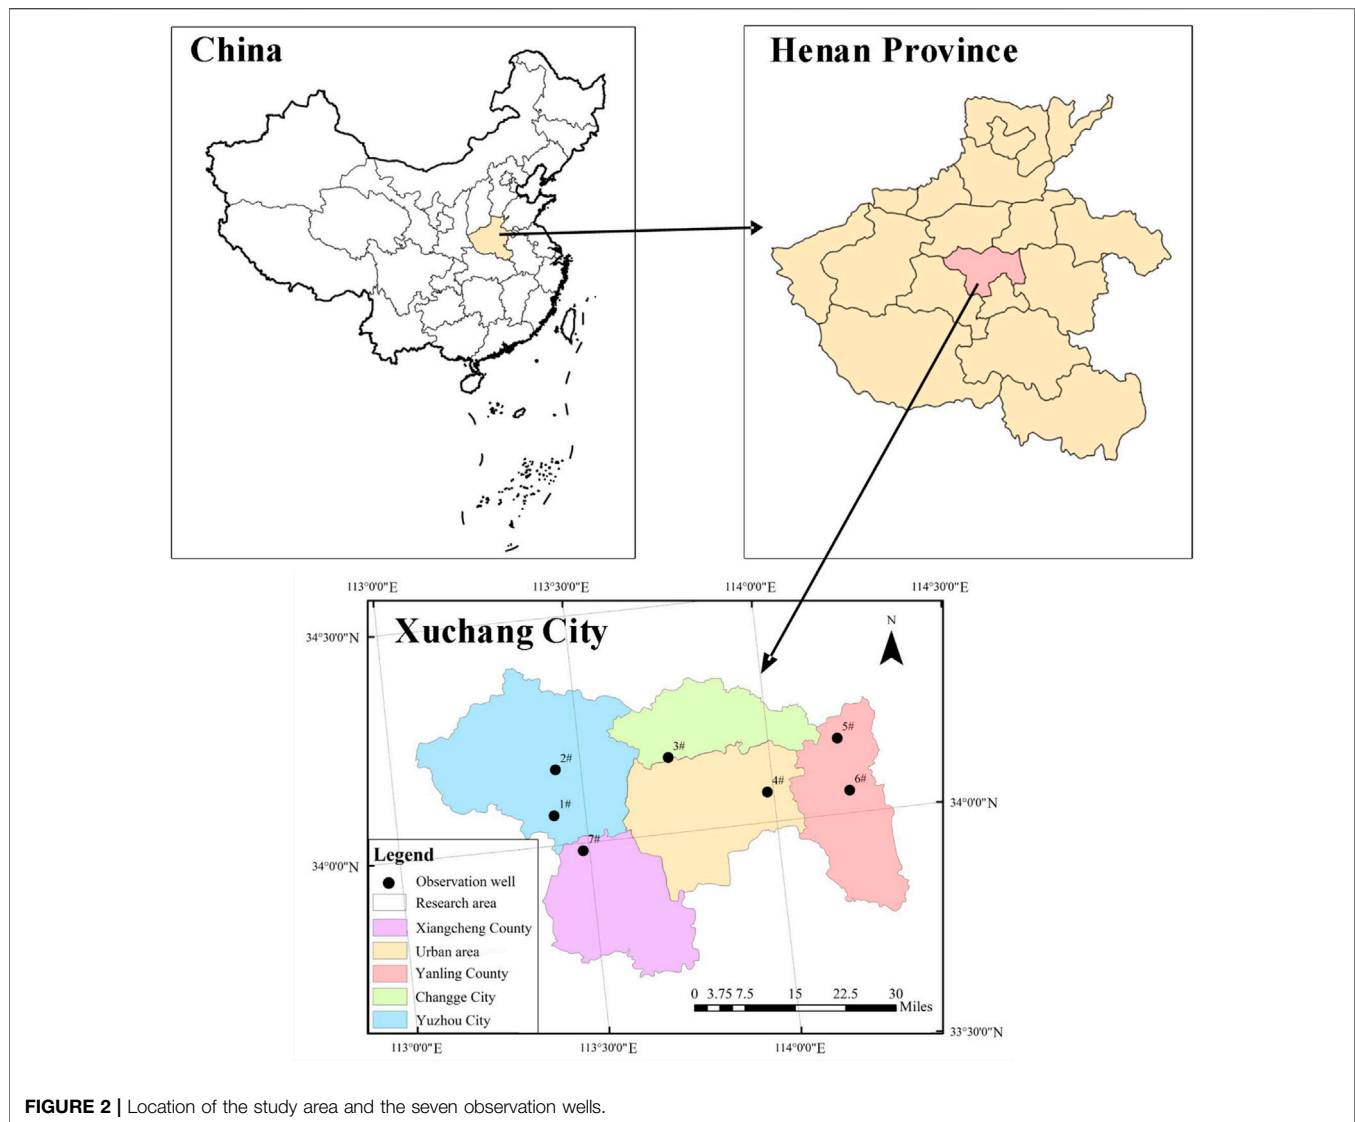 China
Henan Province
113°0'0"E 113°30'0"E 114°0'0"E 114°30'0"E
34°30'0"N
Xuchang City
N
5#
3#
2#
4#
6#
1#
34°0'0"N
7#
Legend
34°0'0"N
Observation well
Research area
Xiangcheng County
Urban area
Yanling County
Changge City
Yuzhou City
0 3.75 7.5 15 22.5 30
Miles
33°30'0"N
113°0'0"E 113°30'0"E 114°0'0"E
FIGURE 2 | Location of the study area and the seven observation wells.